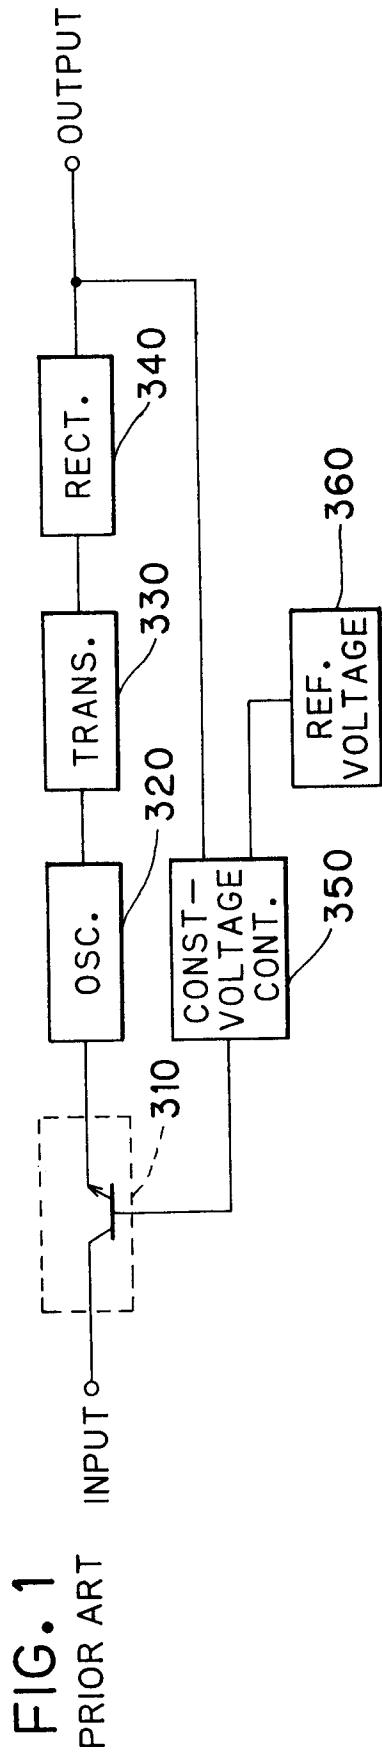 FIG. 1
PRIOR ART
INPUT
310
OSC.
320
TRANS.
330
RECT.
340
OUTPUT
CONST-
VOLTAGE
CONT.
350
REF.
VOLTAGE
360